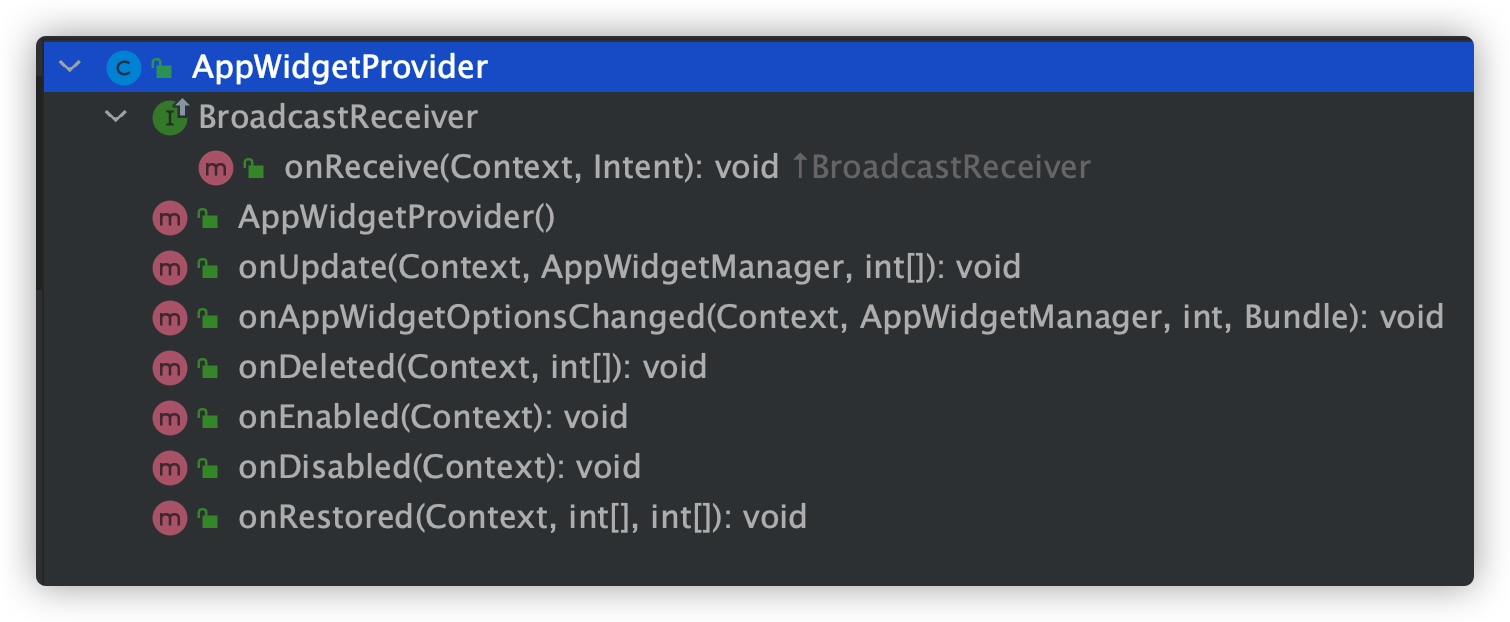 AppWidgetProvider
BroadcastReceiver
onReceive(Context, Intent): void ↑BroadcastReceiver
AppWidgetProvider()
onUpdate(Context, AppWidgetManager, int[]): void
onAppWidgetOptionsChanged(Context, AppWidgetManager, int, Bundle): void
onDeleted(Context, int[]): void
onEnabled(Context): void
onDisabled(Context): void
onRestored(Context, int[], int[]): void